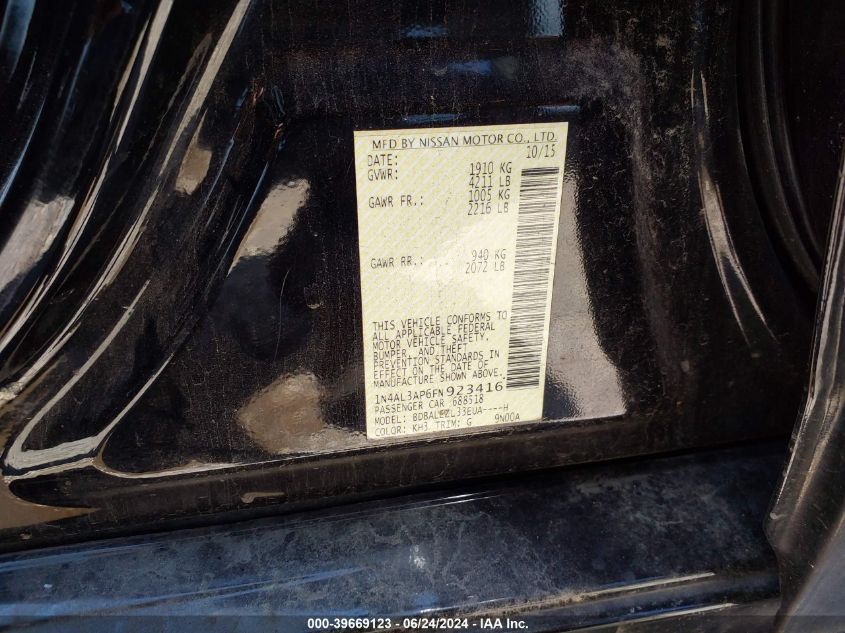 MFD BY NISSAN MOTOR CO., LTD.
DATE: 10/15
GVWR: 1910 KG
4211 LB
GAWR FR.: 1005 KG
2216 LB
GAWR RR.: 940 KG
2072 LB
THIS VEHICLE CONFORMS TO
ALL APPLICABLE FEDERAL
MOTOR VEHICLE SAFETY,
BUMPER, AND THEFT
PREVENTION STANDARDS IN
EFFECT ON THE DATE OF
MANUFACTURE SHOWN ABOVE.
1N4AL3AP6FN923416
PASSENGER CAR 688518
MODEL:
COLOR: KH3 TRIM: G 9N00A
000-39669123 - 06/24/2024 - IAA Inc.